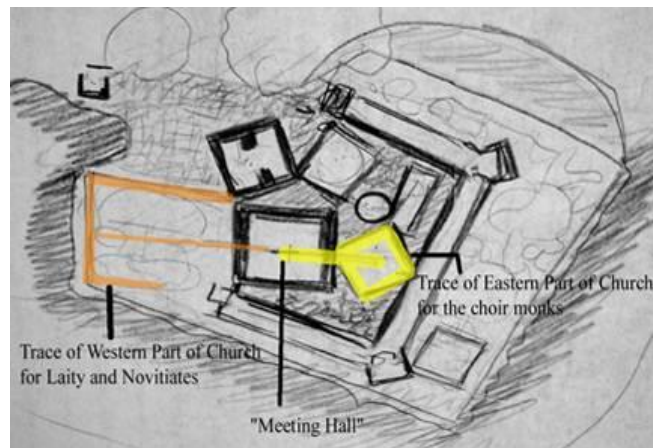 Trace of Eastern Part of Church
for the choir monks
Trace of Western Part of Church
for Laity and Novitiates
"Meeting Hall"